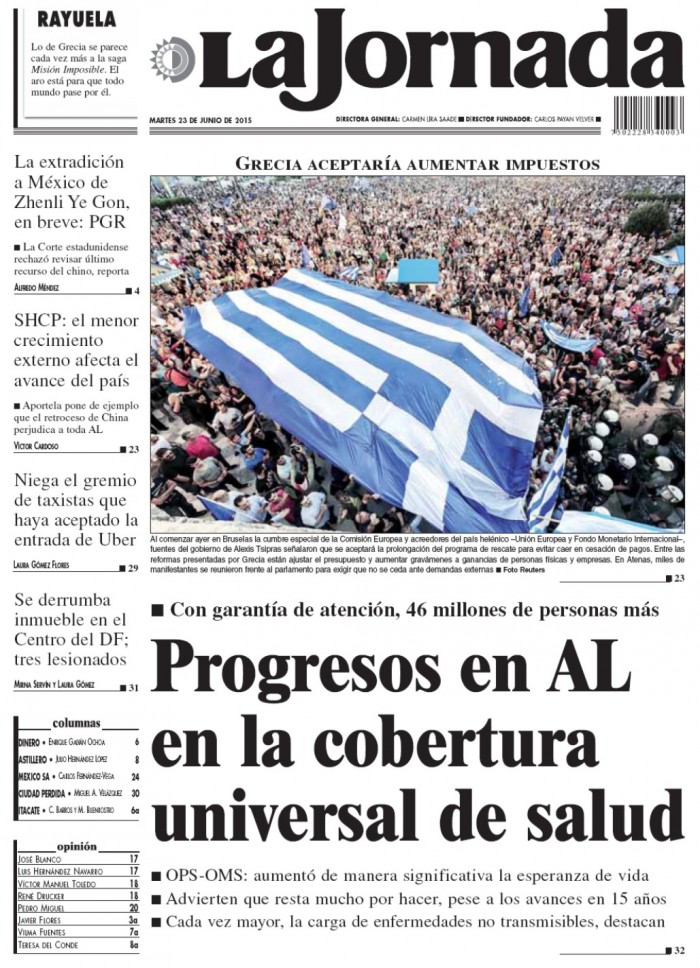 RAYUELA
Lo de Grecia se parece
cada vez más a la saga
Misión Imposible. El
aro está para que todo
mundo pase por él.
La Jornada
MARTES 23 DE JUNIO DE 2015
DIRECTORA GENERAL: CARMEN LIRA SAADE ■ DIRECTOR FUNDADOR: CARLOS PAYAN VELVER
7502228340003
La extradición
a México de
Zhenli Ye Gon,
en breve: PGR
■ La Corte estadunidense
rechazó revisar último
recurso del chino, reporta
ALFREDO MÉNDEZ ■ 4
SHCP: el menor
crecimiento
externo afecta el
avance del país
■ Aportela pone de ejemplo
que el retroceso de China
perjudica a toda AL
VÍCTOR CARDOSO ■ 23
Niega el gremio
de taxistas que
haya aceptado la
entrada de Uber
LAURA GÓMEZ FLORES ■ 29
Se derrumba
inmueble en el
Centro del DF;
tres lesionados
MIRNA SERVÍN Y LAURA GÓMEZ ■ 31
columnas
DINERO • ENRIQUE GALVÁN OCHOA 6
ASTILLERO • JULIO HERNÁNDEZ LÓPEZ 8
MÉXICO SA • CARLOS FERNÁNDEZ-VEGA 24
CIUDAD PERDIDA • MIGUEL A. VELÁZQUEZ 30
ITACATE • C. BARROS Y M. BUENROSTRO 6a
opinión
JOSÉ BLANCO 17
LUIS HERNÁNDEZ NAVARRO 17
VÍCTOR MANUEL TOLEDO 18
RENÉ DRUCKER 18
PEDRO MIGUEL 20
JAVIER FLORES 3a
VILMA FUENTES 7a
TERESA DEL CONDE 8a
GRECIA ACEPTARÍA AUMENTAR IMPUESTOS
Al comenzar ayer en Bruselas la cumbre especial de la Comisión Europea y acreedores del país helénico –Unión Europea y Fondo Monetario Internacional–,
fuentes del gobierno de Alexis Tsipras señalaron que se aceptará la prolongación del programa de rescate para evitar caer en cesación de pagos. Entre las
reformas presentadas por Grecia están ajustar el presupuesto y aumentar gravámenes a ganancias de personas físicas y empresas. En Atenas, miles de
manifestantes se reunieron frente al parlamento para exigir que no se ceda ante demandas externas ■ Foto Reuters
■ 23
■ Con garantía de atención, 46 millones de personas más
Progresos en AL
en la cobertura
universal de salud
■ OPS-OMS: aumentó de manera significativa la esperanza de vida
■ Advierten que resta mucho por hacer, pese a los avances en 15 años
■ Cada vez mayor, la carga de enfermedades no transmisibles, destacan
■ 32